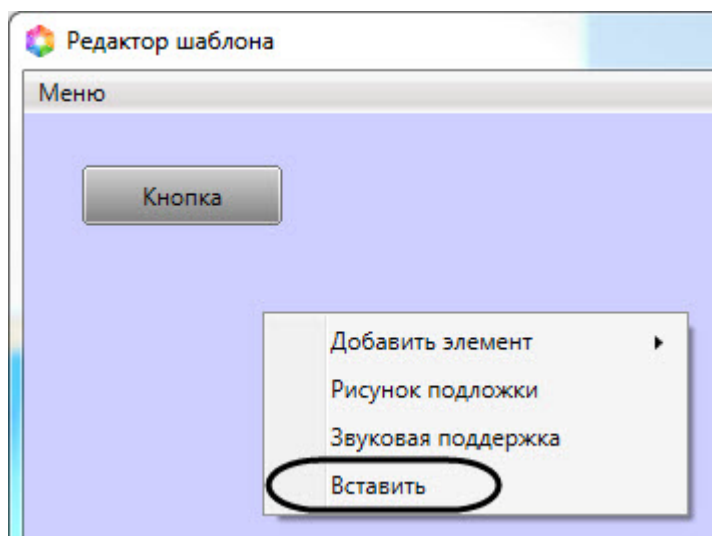 Редактор шаблона
Меню
Кнопка
Добавить элемент
Рисунок подложки
Звуковая поддержка
Вставить